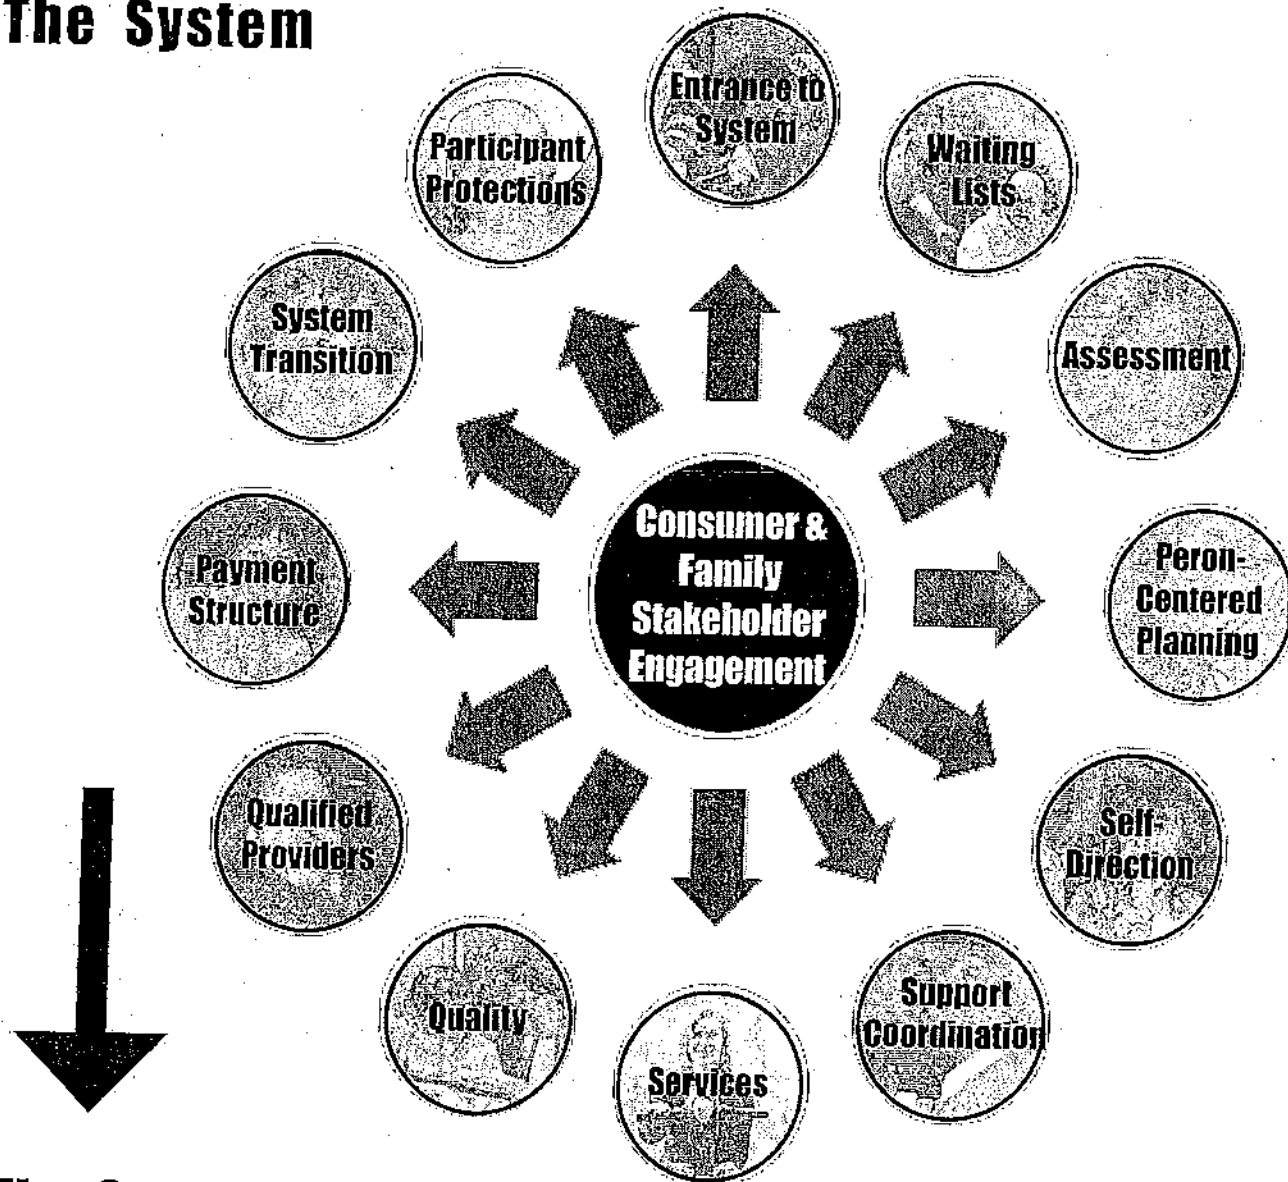 The System
Entrance to
System
Waiting
Lists
Assessment
Peron-
Centered
Planning
Self-
Direction
Support
Coordination
Services
Quality
Qualified
Providers
Payment
Structure
System
Transition
Participant
Protections
Consumer &
Family
Stakeholder
Engagement